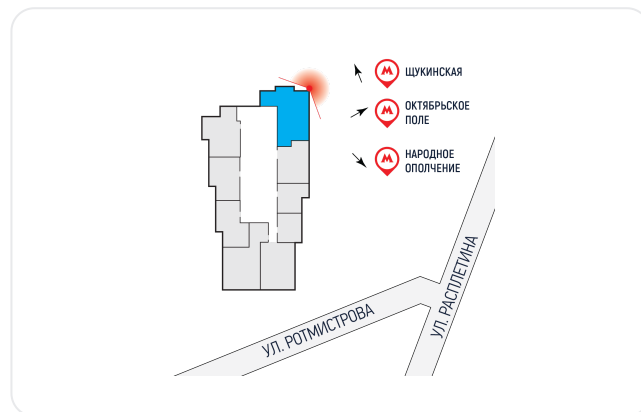 М ЩУКИНСКАЯ
М ОКТЯБРЬСКОЕ
ПОЛЕ
М НАРОДНОЕ
ОПОЛЧЕНИЕ
УЛ. РОТМИСТРОВА
УЛ. РАСПЛЕТИНА